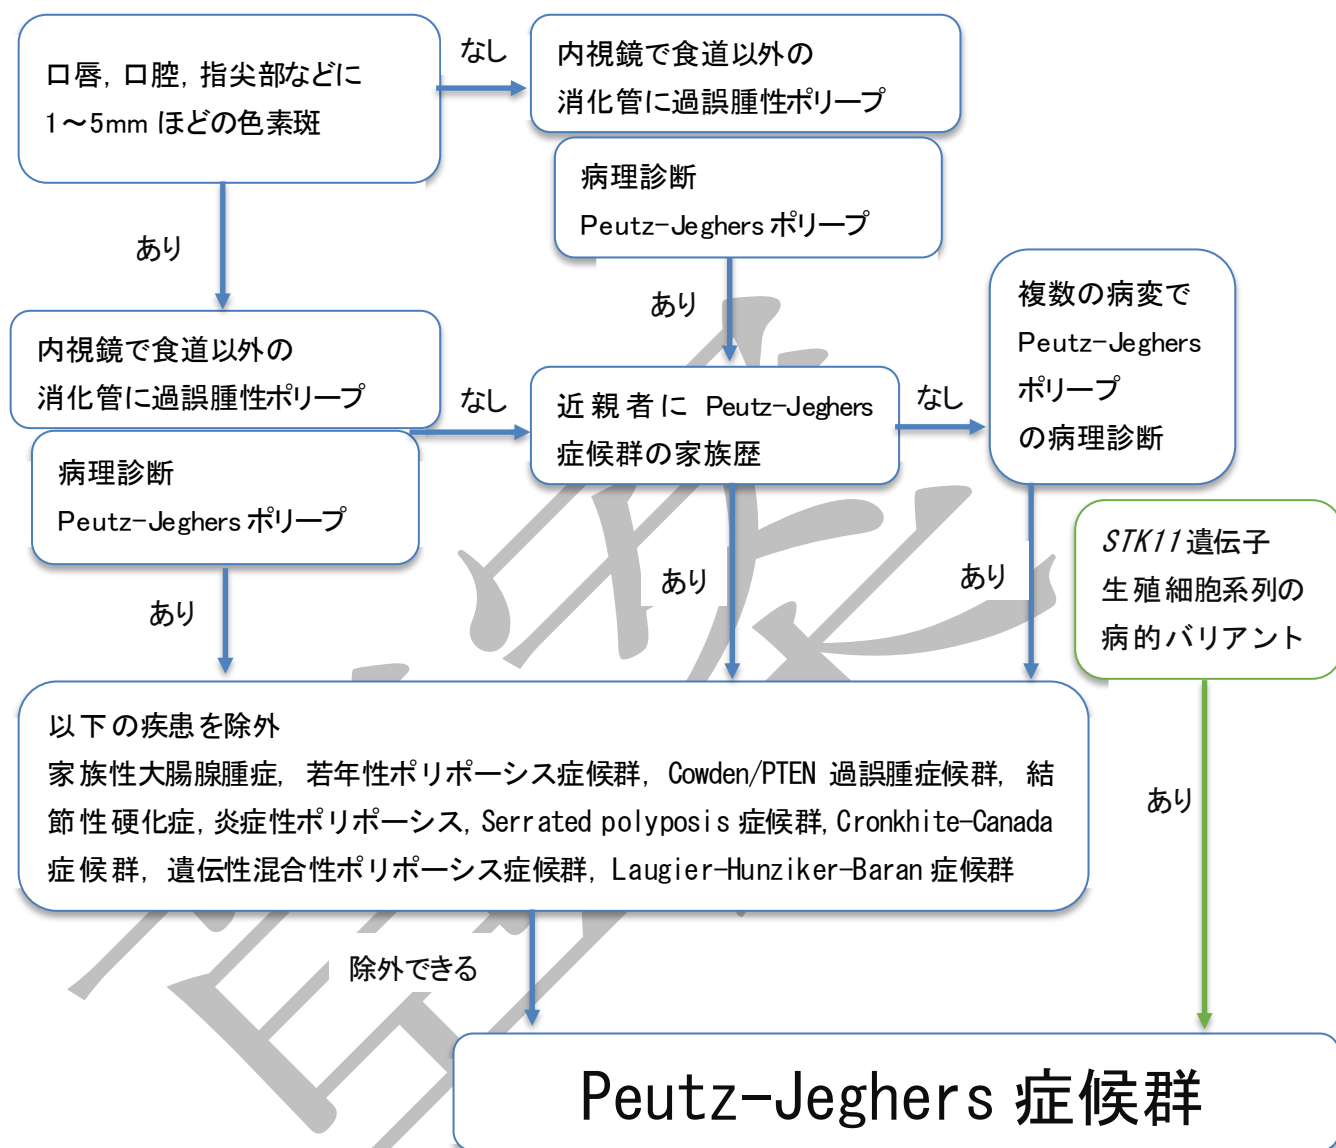 口唇，口腔，指尖部などに
1～5mm ほどの色素斑
なし
内視鏡で食道以外の
消化管に過誤腫性ポリープ
病理診断
Peutz-Jeghers ポリープ
あり
あり
内視鏡で食道以外の
消化管に過誤腫性ポリープ
病理診断
Peutz-Jeghers ポリープ
なし
近親者に Peutz-Jeghers
症候群の家族歴
なし
複数の病変で
Peutz-Jeghers
ポリープ
の病理診断
STK11 遺伝子
生殖細胞系列の
病的バリアント
あり
あり
あり
あり
以下の疾患を除外
家族性大腸腺腫症，若年性ポリポーシス症候群，Cowden/PTEN 過誤腫症候群，結
節性硬化症，炎症性ポリポーシス，Serrated polyposis 症候群，Cronkhite-Canada
症候群，遺伝性混合性ポリポーシス症候群，Laugier-Hunziker-Baran 症候群
除外できる
Peutz-Jeghers 症候群